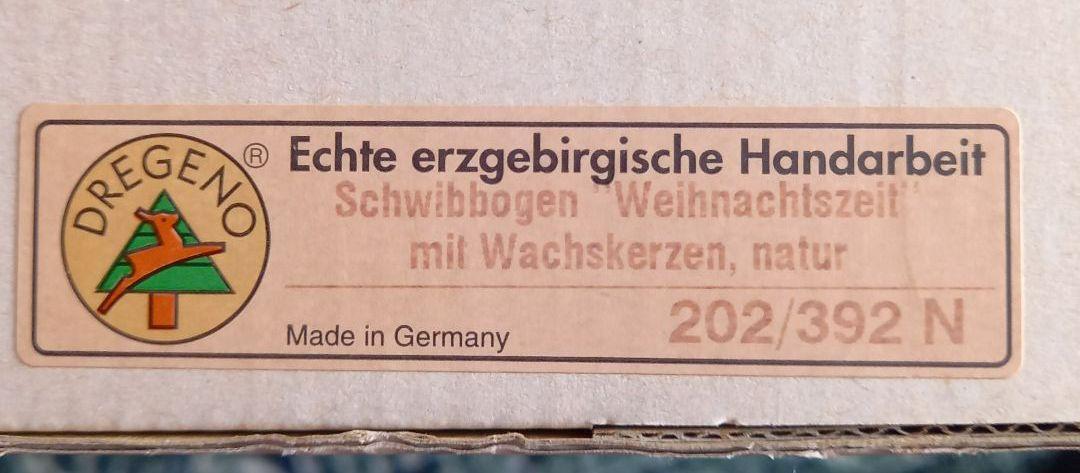 DREGENO ®
Echte erzgebirgische Handarbeit
Schwibbogen "Weihnachtszeit"
mit Wachskerzen, natur
Made in Germany
202/392 N